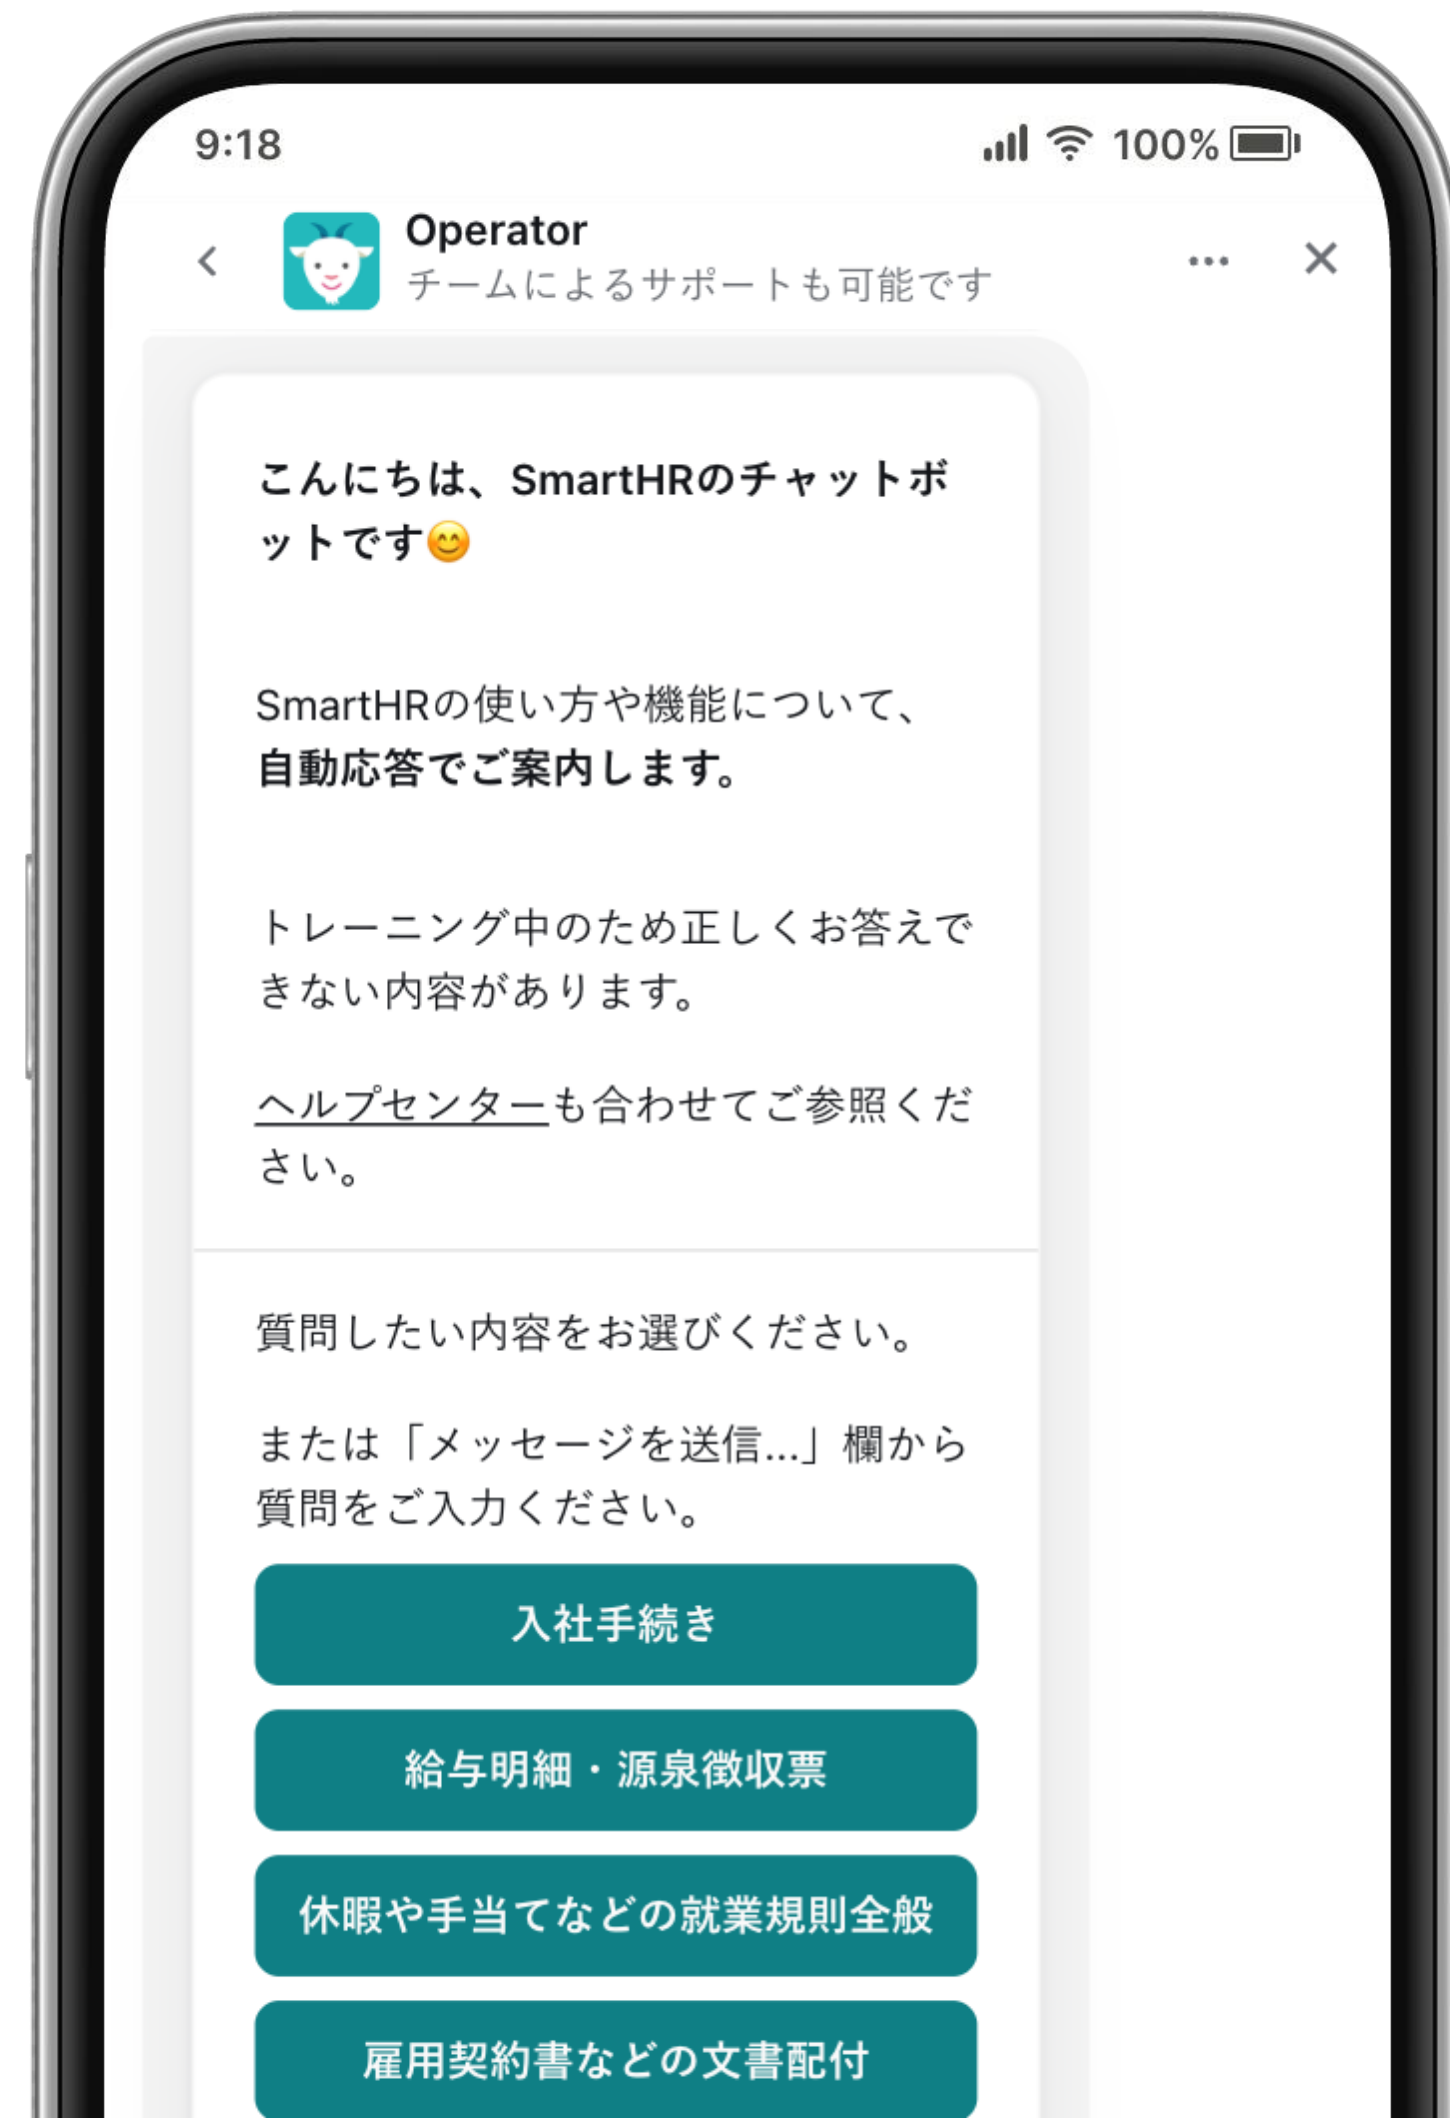 9:18
100%
Operator
チームによるサポートも可能です
こんにちは、SmartHRのチャットボ
ットです😊
SmartHRの使い方や機能について、
自動応答でご案内します。
トレーニング中のため正しくお答えで
きない内容があります。
ヘルプセンターも合わせてご参照くだ
さい。
質問したい内容をお選びください。
または「メッセージを送信...」欄から
質問をご入力ください。
入社手続き
給与明細・源泉徴収票
休暇や手当てなどの就業規則全般
雇用契約書などの文書配付